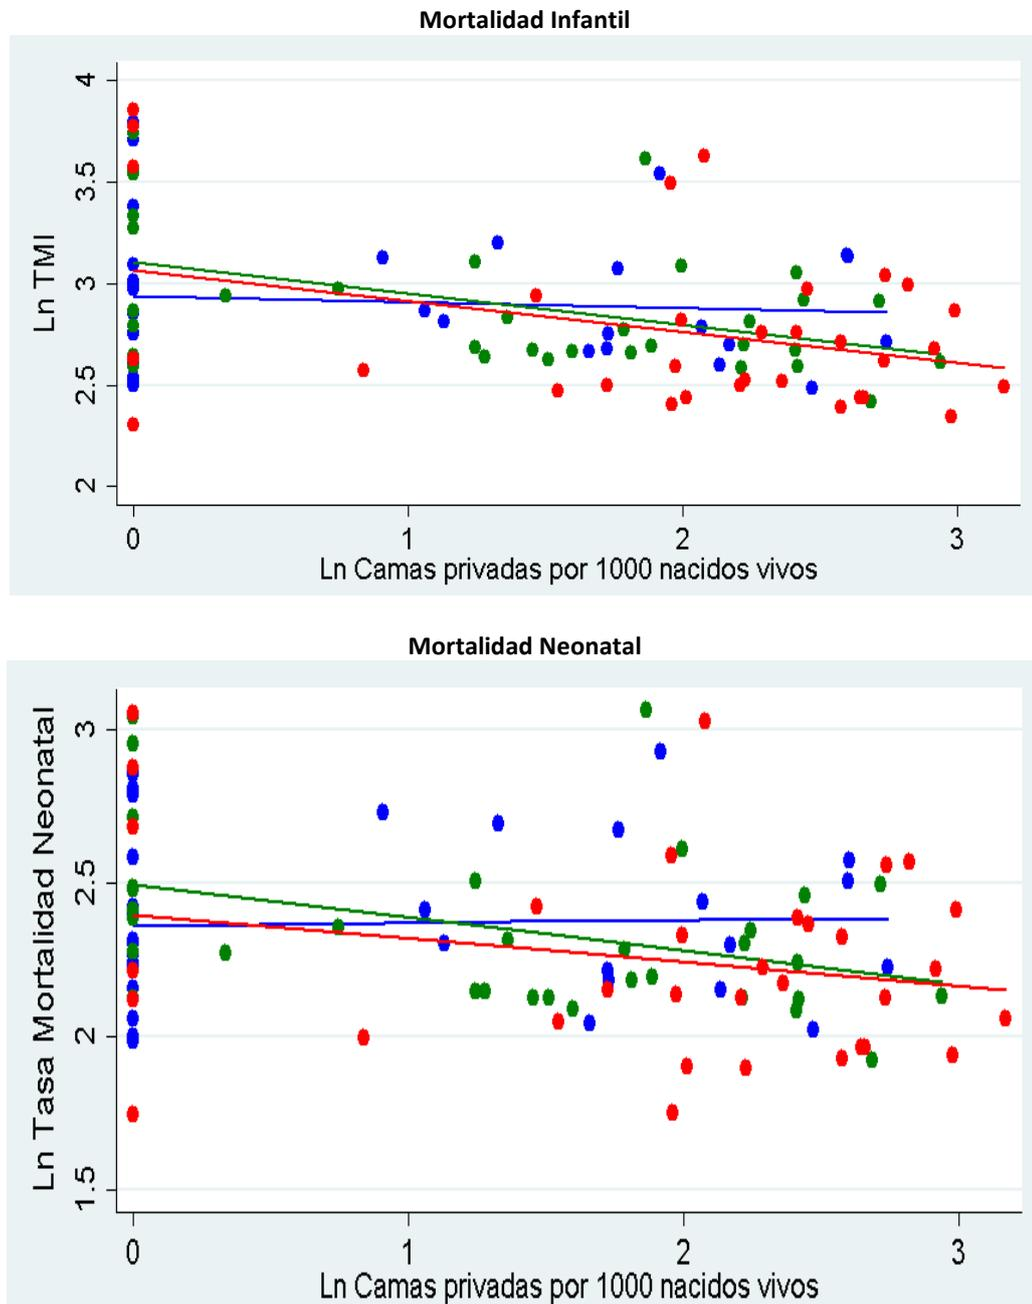 Mortalidad Infantil
Ln TMI
4
3.5
3
2.5
2
0 1 2 3
Ln Camas privadas por 1000 nacidos vivos
Mortalidad Neonatal
Ln Tasa Mortalidad Neonatal
3
2.5
2
1.5
0 1 2 3
Ln Camas privadas por 1000 nacidos vivos